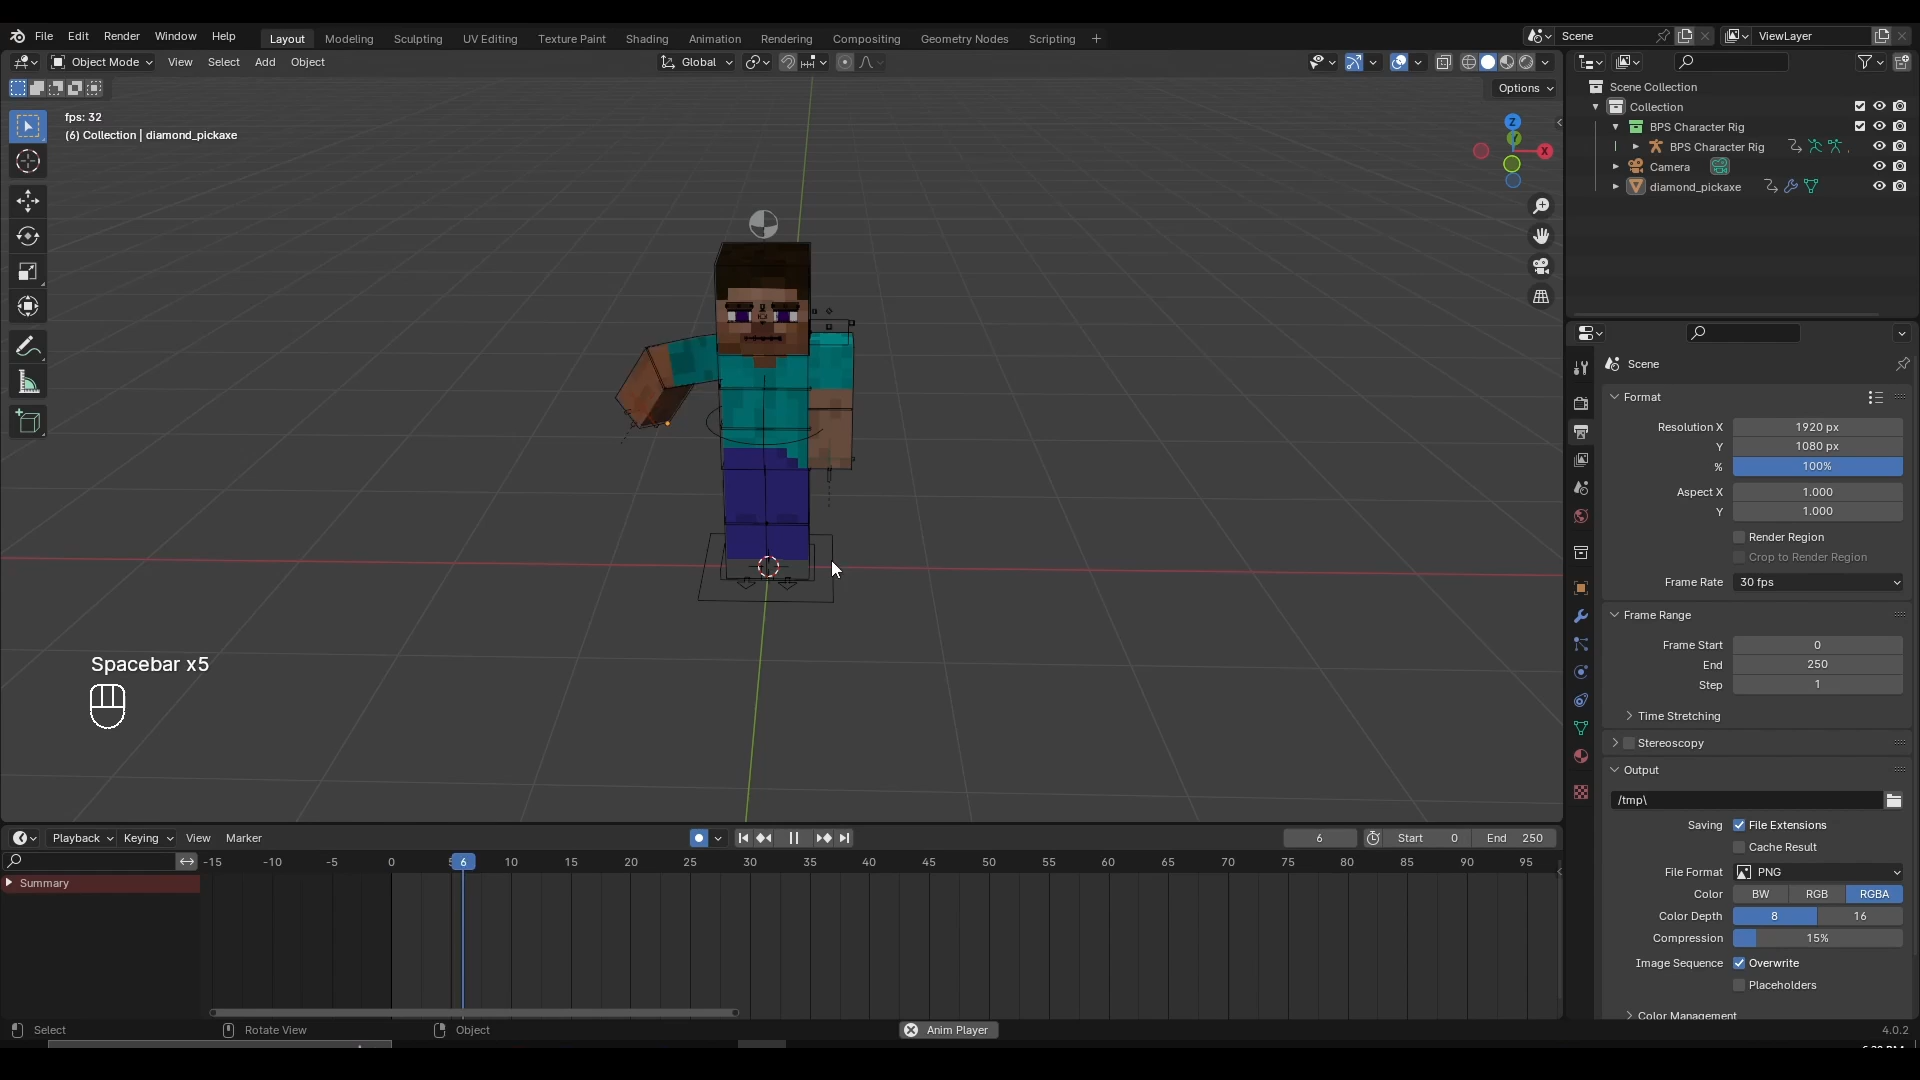 File Edit Render Window Help Layout Modeling Sculpting UV Editing Texture Paint Shading Animation Rendering Compositing Geometry Nodes Scripting + Scene ViewLayer
Object Mode View Select Add Object Global
Options
fps: 32
(6) Collection | diamond_pickaxe
Z
X
Spacebar x5
Scene Collection
Collection
BPS Character Rig
BPS Character Rig
Camera
diamond_pickaxe
Scene
Format
Resolution X 1920 px
Y 1080 px
% 100%
Aspect X 1.000
Y 1.000
Render Region
Crop to Render Region
Frame Rate 30 fps
Frame Range
Frame Start 0
End 250
Step 1
Time Stretching
Stereoscopy
Output
/tmp\
Saving File Extensions
Cache Result
File Format PNG
Color BW RGB RGBA
Color Depth 8 16
Compression 15%
Image Sequence Overwrite
Placeholders
Color Management
Playback Keying View Marker 6 Start 0 End 250
-15 -10 -5 0 6 10 15 20 25 30 35 40 45 50 55 60 65 70 75 80 85 90 95
Summary
Select Rotate View Object Anim Player 4.0.2